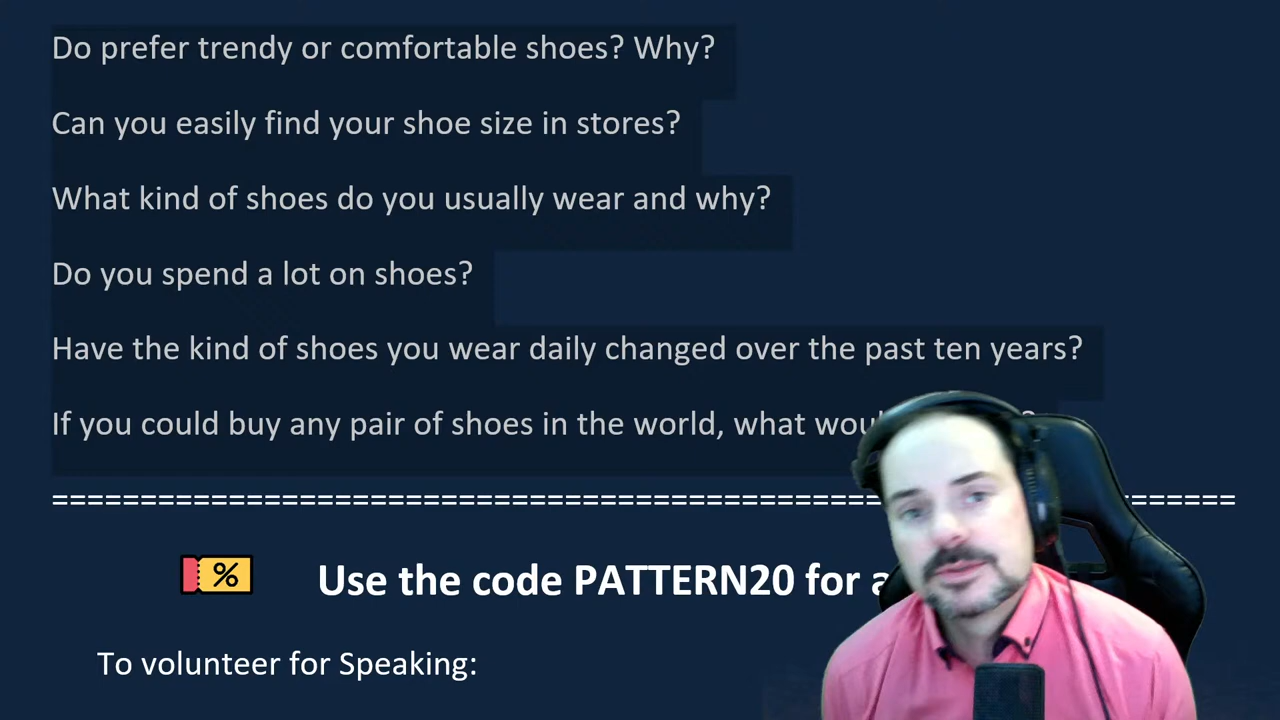 Do prefer trendy or comfortable shoes? Why?
Can you easily find your shoe size in stores?
What kind of shoes do you usually wear and why?
Do you spend a lot on shoes?
Have the kind of shoes you wear daily changed over the past ten years?
If you could buy any pair of shoes in the world, what
===================================================================
% Use the code PATTERN20 for
To volunteer for Speaking: